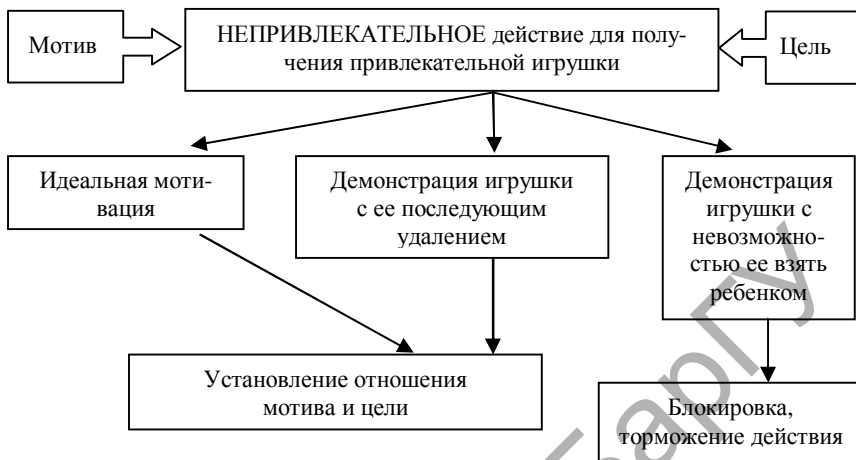 Мотив
НЕПРИВЛЕКАТЕЛЬНОЕ действие для полу-
чения привлекательной игрушки
Цель
Идеальная моти-
вация
Демонстрация игрушки
с ее последующим
удалением
Демонстрация
игрушки с
невозможно-
стью ее взять
ребенком
Установление отношения
мотива и цели
Блокировка,
торможение действия
БарГУ